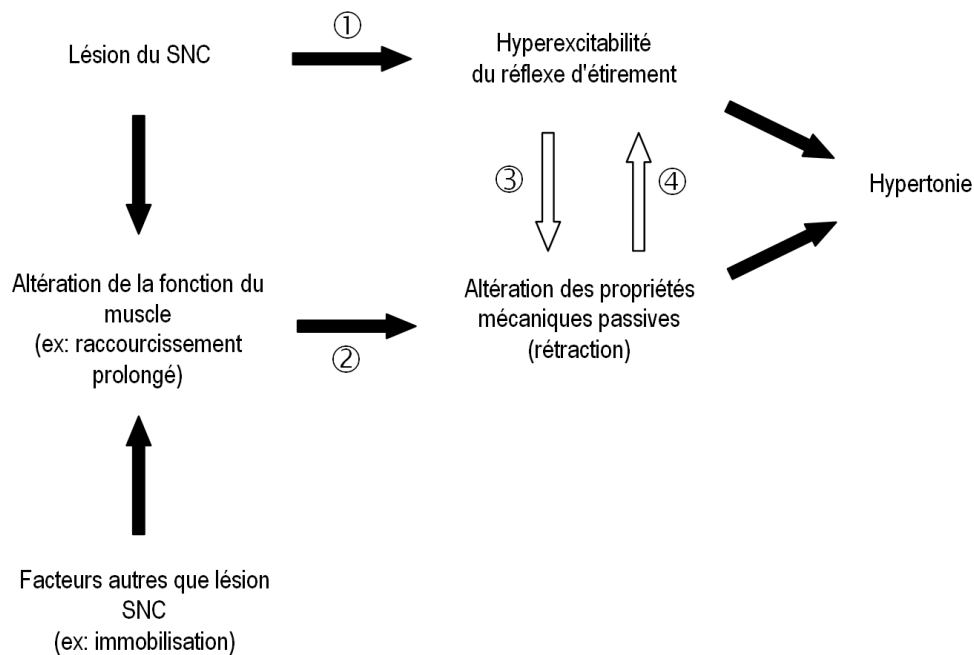 ①
Lésion du SNC
Hyperexcitabilité
du réflexe d'étirement
③
④
Hypertonie
Altération de la fonction du
muscle
(ex: raccourcissement
prolongé)
②
Altération des propriétés
mécaniques passives
(rétraction)
Facteurs autres que lésion
SNC
(ex: immobilisation)